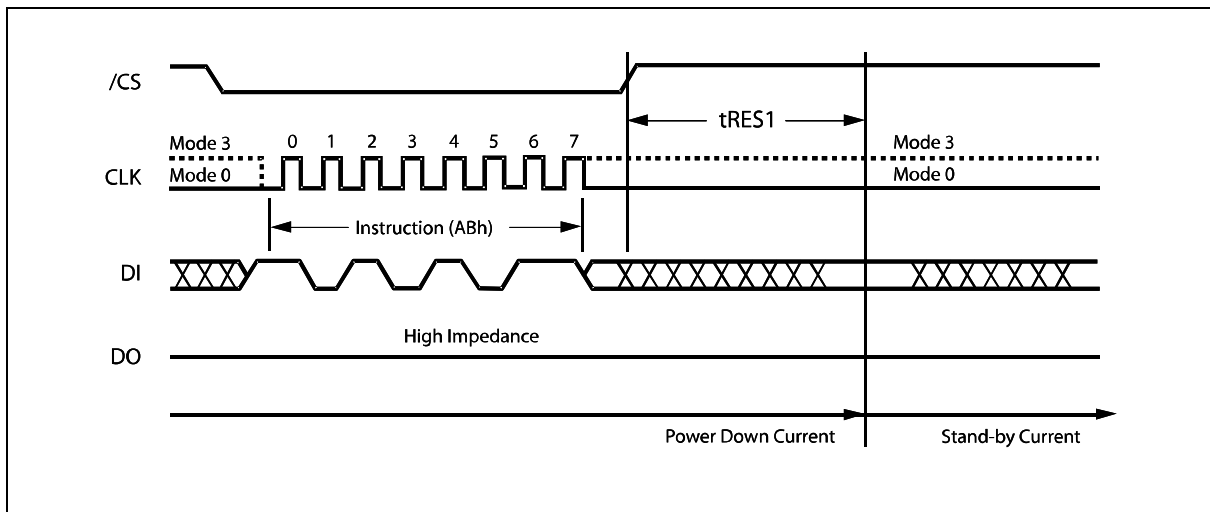 /CS
tRES1
Mode 3
0 1 2 3 4 5 6 7
Mode 3
CLK
Mode 0
Mode 0
Instruction (ABh)
DI
High Impedance
DO
Power Down Current
Stand-by Current